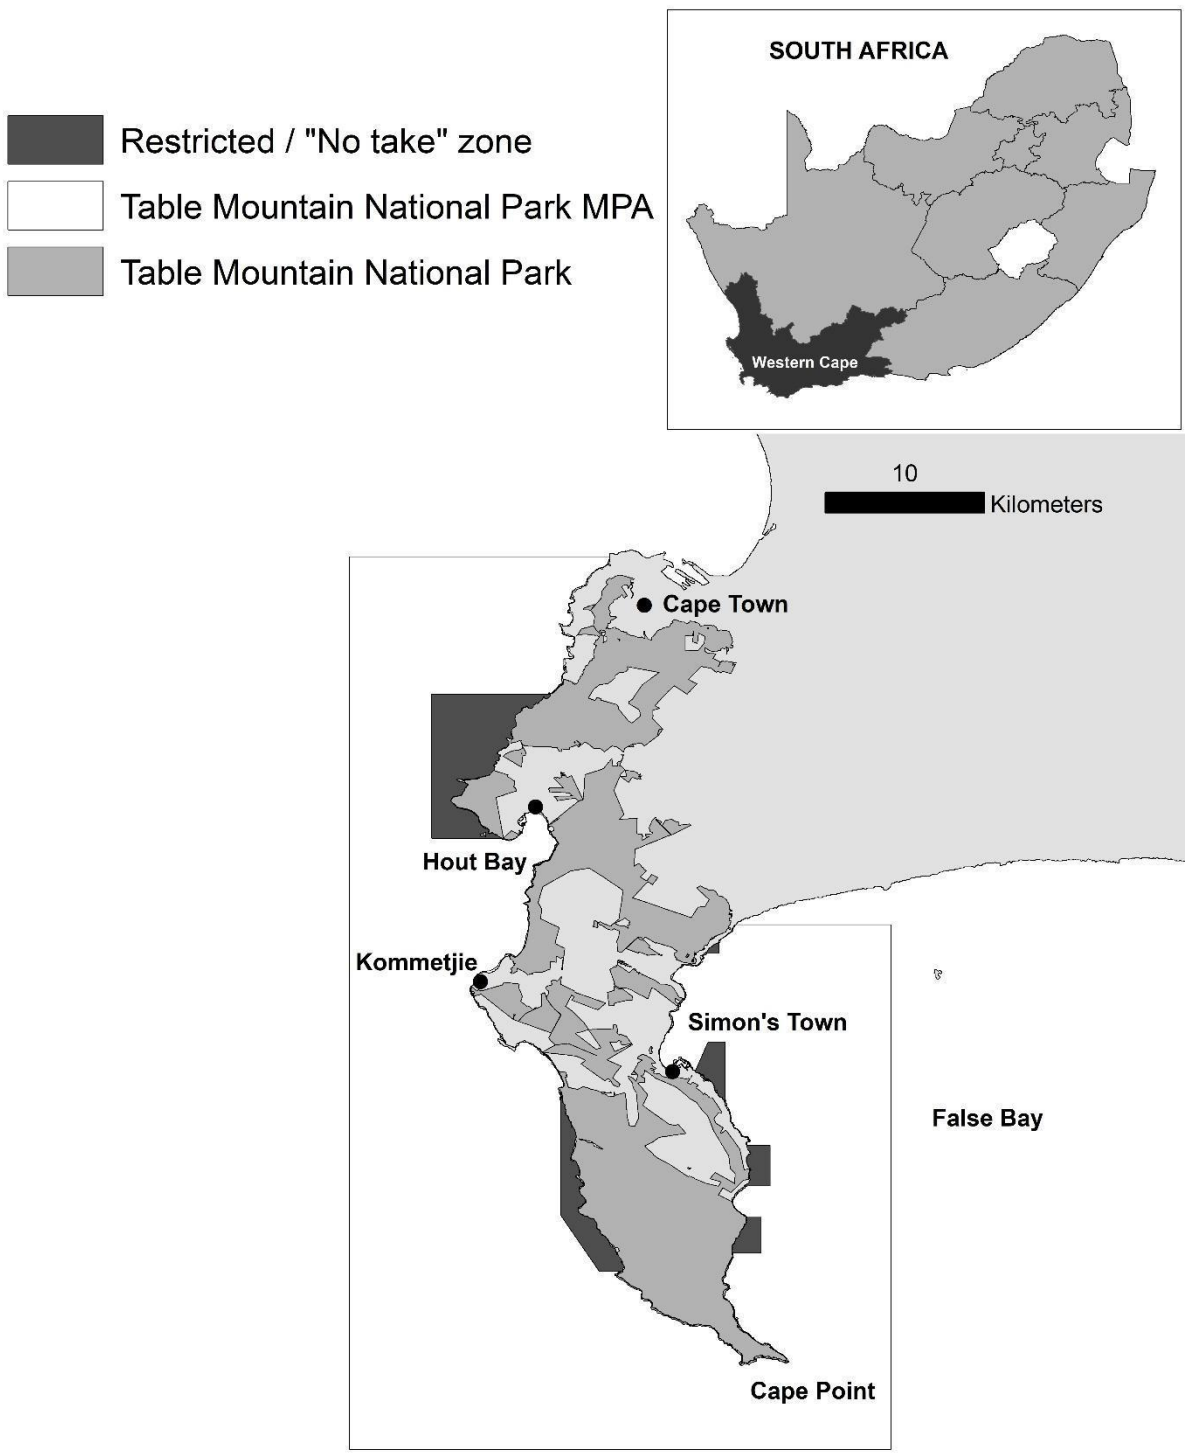 SOUTH AFRICA
Restricted / "No take" zone
Table Mountain National Park MPA
Table Mountain National Park
Western Cape
10
Kilometers
Cape Town
Hout Bay
Kommetjie
Simon's Town
False Bay
Cape Point